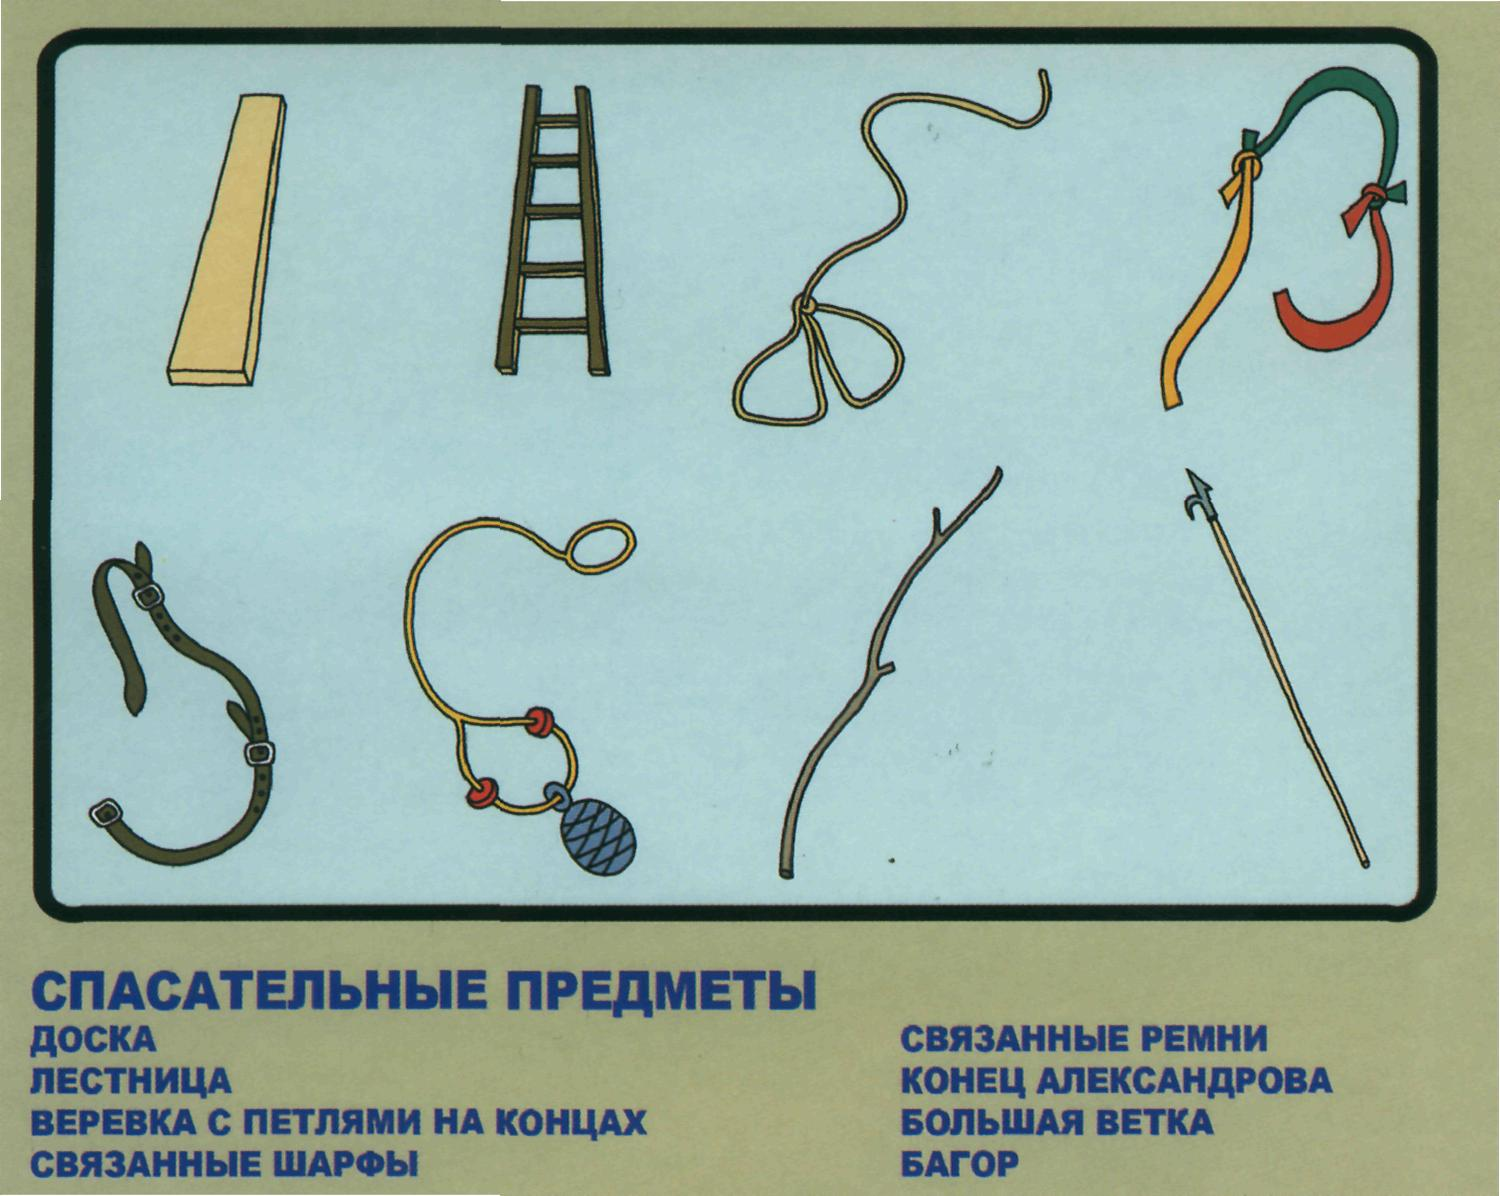 СПАСАТЕЛЬНЫЕ ПРЕДМЕТЫ
ДОСКА
ЛЕСТНИЦА
ВЕРЕВКА С ПЕТЛЯМИ НА КОНЦАХ
СВЯЗАННЫЕ ШАРФЫ
СВЯЗАННЫЕ РЕМНИ
КОНЕЦ АЛЕКСАНДРОВА
БОЛЬШАЯ ВЕТКА
БАГОР